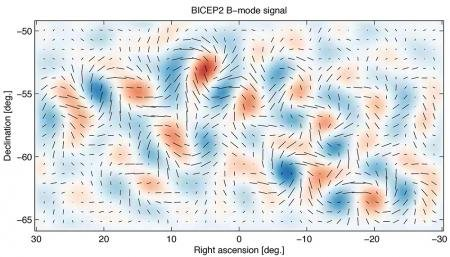 BICEP2 B-mode signal
Declination [deg.]
−50
−55
−60
−65
30 20 10 0 −10 −20 −30
Right ascension [deg.]